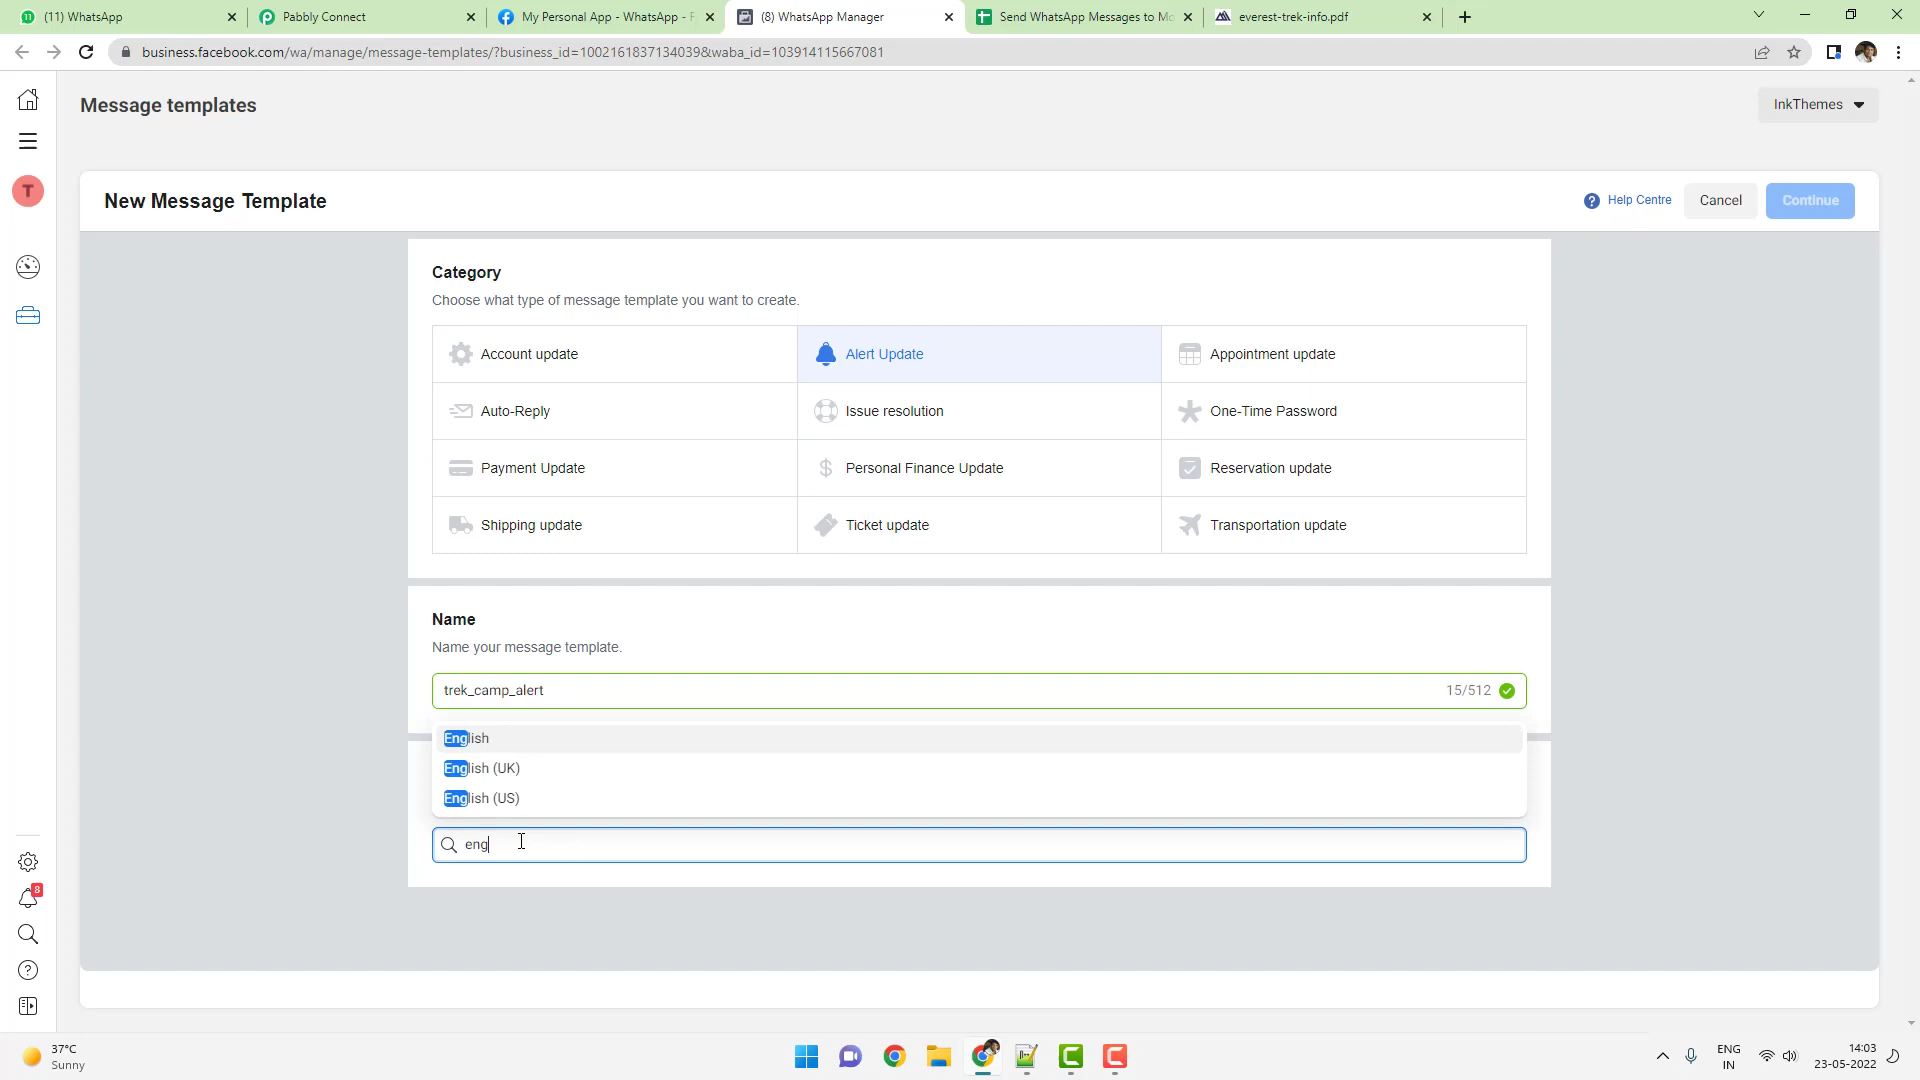 (11) WhatsApp
Pabbly Connect
My Personal App - WhatsApp - F
(8) WhatsApp Manager
Send WhatsApp Messages to Mo
everest-trek-info.pdf
business.facebook.com/wa/manage/message-templates/?business_id=1002161837134039&waba_id=103914115667081
Message templates
InkThemes
T
New Message Template
Help Centre
Cancel
Continue
Category
Choose what type of message template you want to create.
Account update
Alert Update
Appointment update
Auto-Reply
Issue resolution
One-Time Password
Payment Update
Personal Finance Update
Reservation update
Shipping update
Ticket update
Transportation update
Name
Name your message template.
trek_camp_alert
15/512
English
English (UK)
English (US)
eng
8
37°C
Sunny
ENG
IN
14:03
23-05-2022